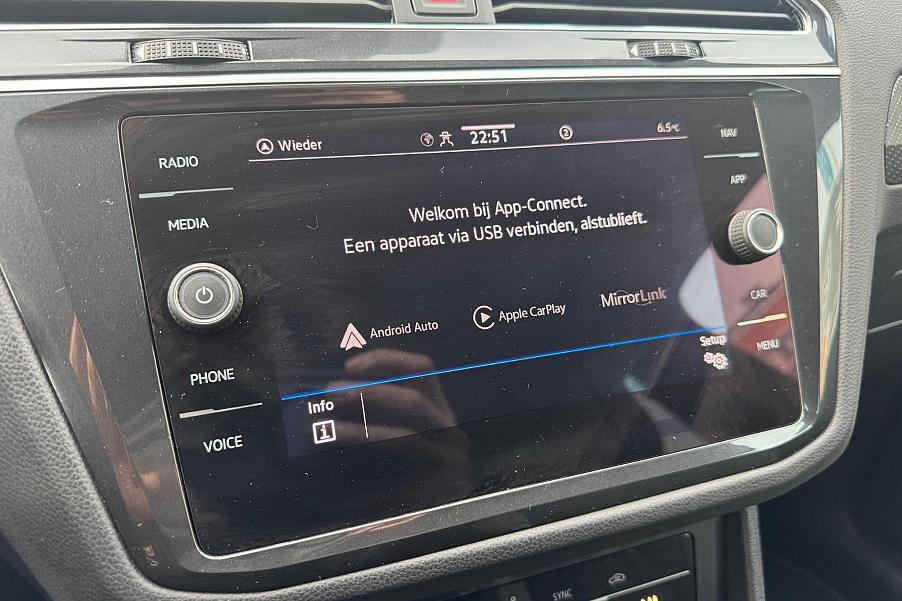 RADIO
MEDIA
PHONE
VOICE
Wieder
22:51
2
6.5°C
Welkom bij App-Connect.
Een apparaat via USB verbinden, alstublieft.
Android Auto
Apple CarPlay
MirrorLink
Setup
Info
i
NAV
APP
CAR
MENU
SYNC